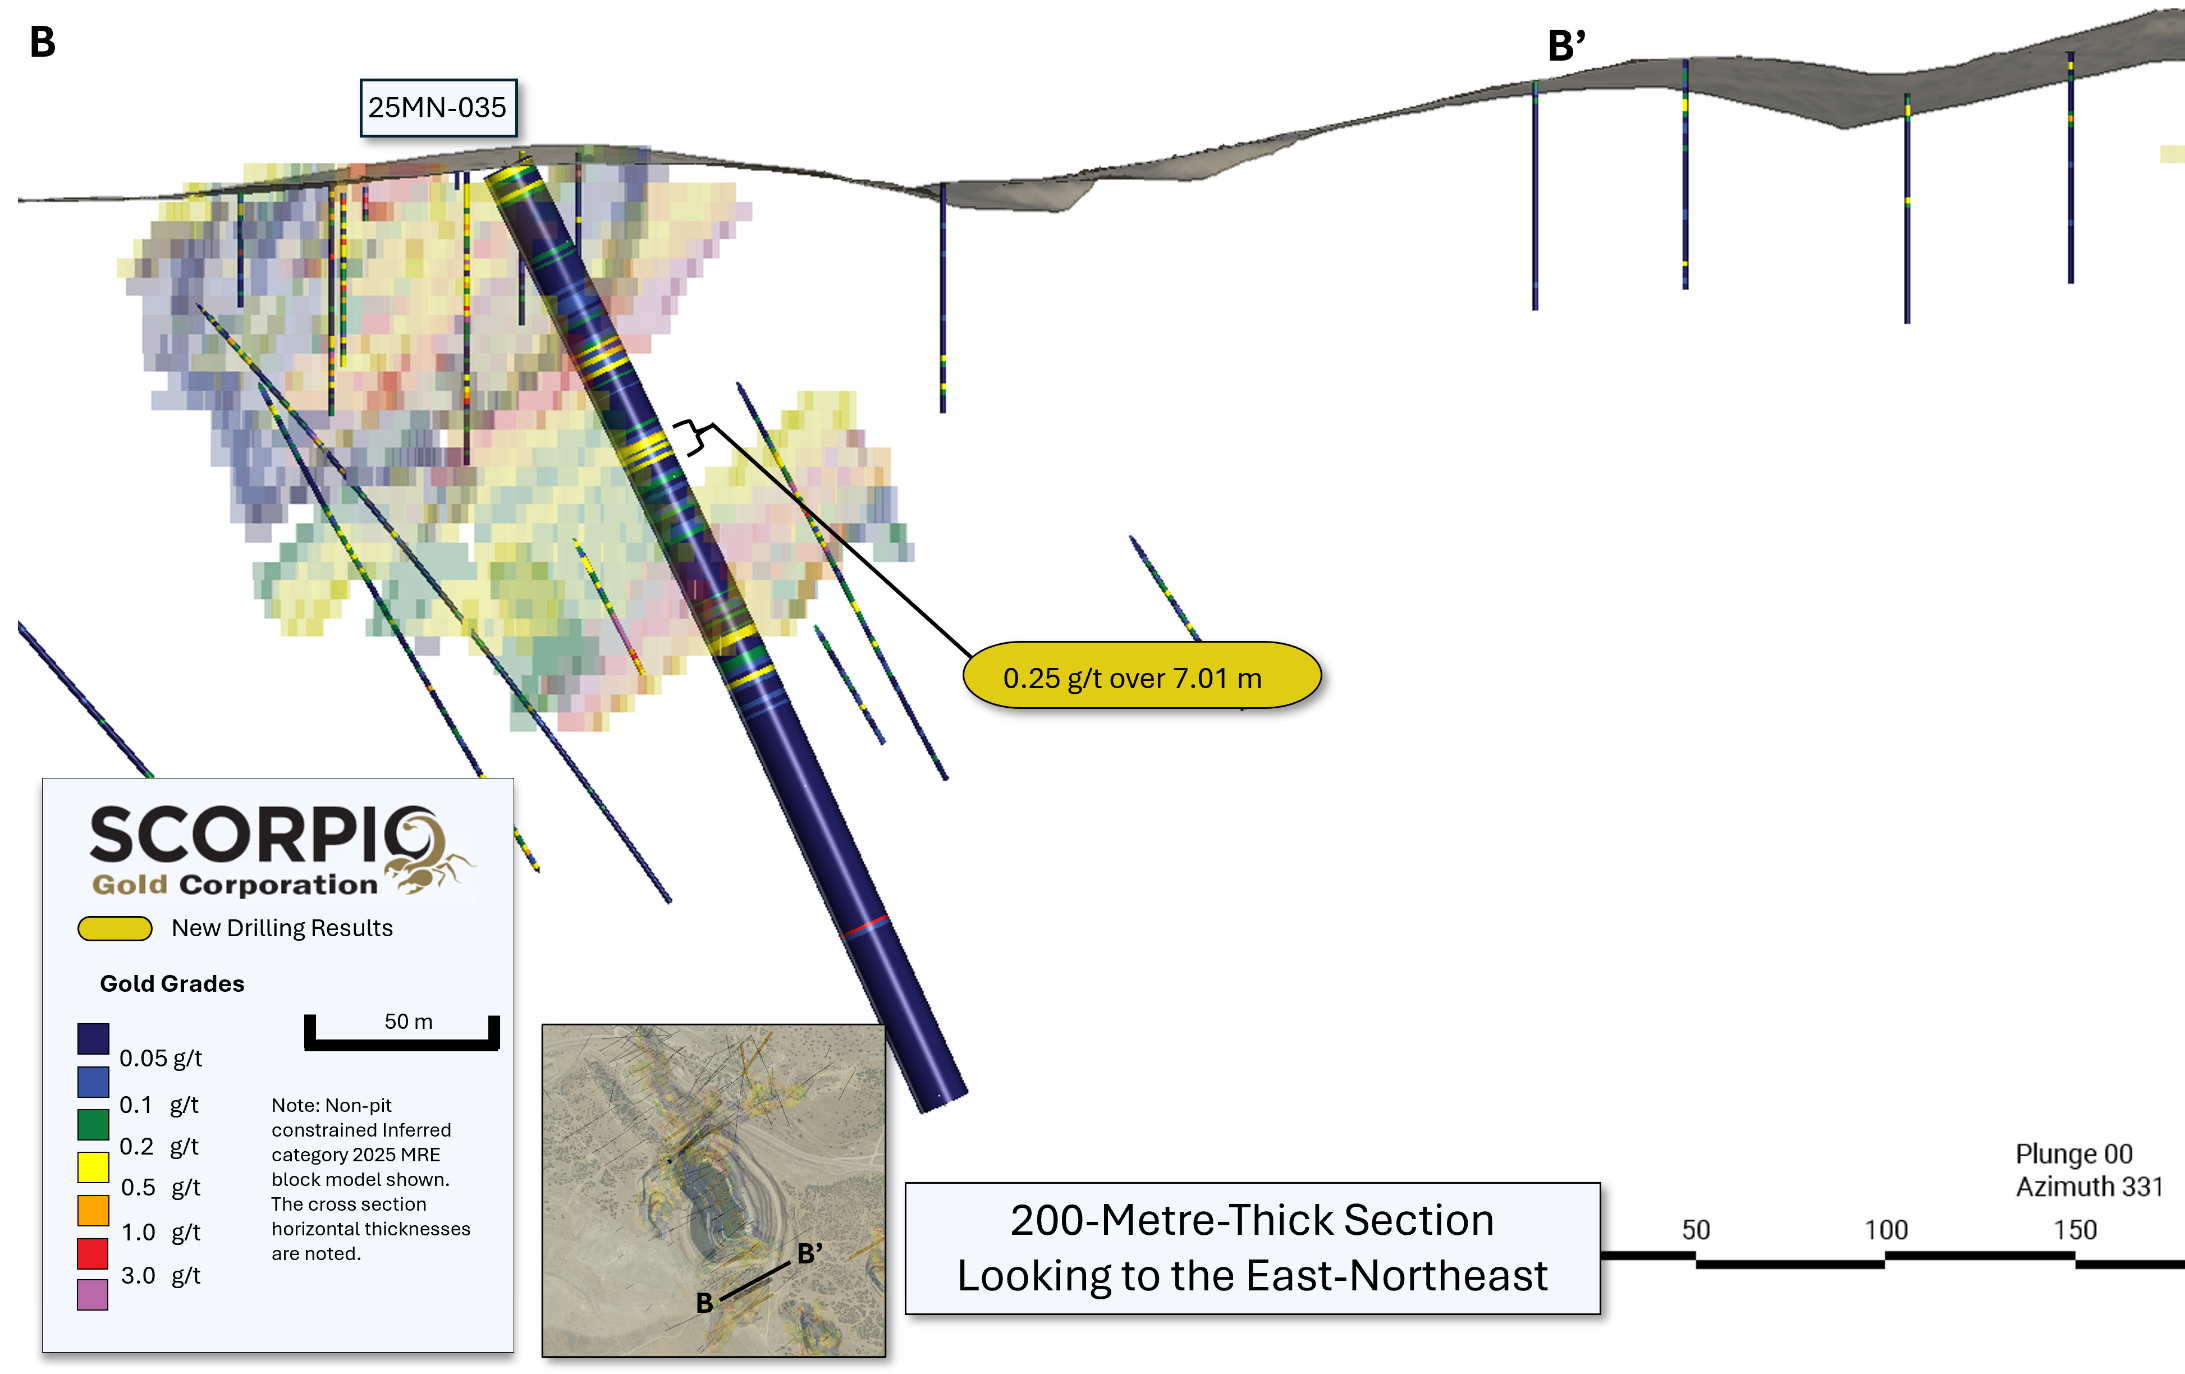 B
B’
25MN-035
0.25 g/t over 7.01 m
SCORPIO
Gold Corporation
New Drilling Results
Gold Grades
50 m
0.05 g/t
0.1 g/t
0.2 g/t
0.5 g/t
1.0 g/t
3.0 g/t
Note: Non-pit
constrained Inferred
category 2025 MRE
block model shown.
The cross section
horizontal thicknesses
are noted.
B’
B
200-Metre-Thick Section
Looking to the East-Northeast
Plunge 00
Azimuth 331
50 100 150